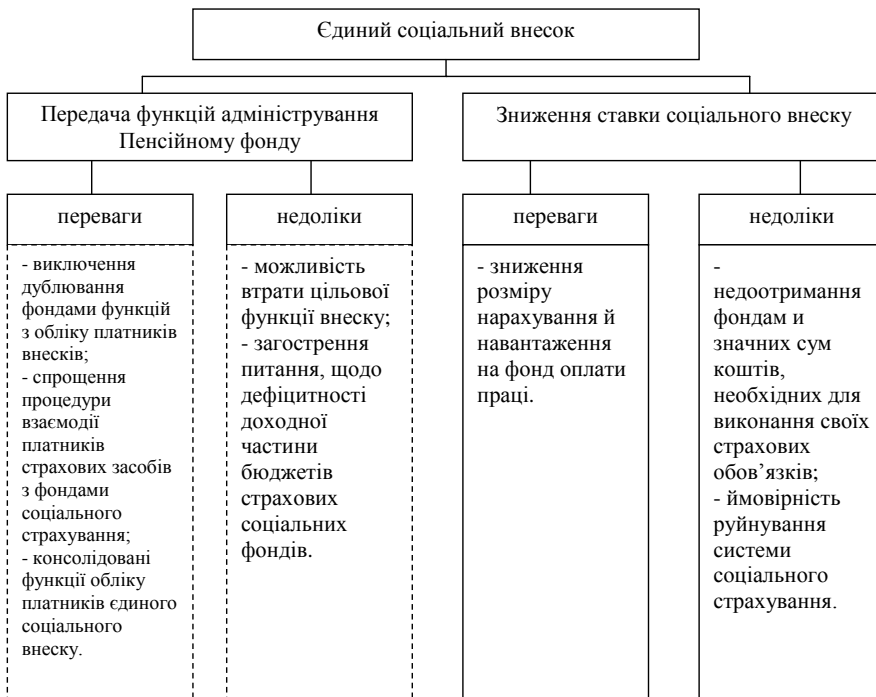 Єдиний соціальний внесок
Передача функцій адміністрування
Пенсійному фонду
Зниження ставки соціального внеску
переваги
- виключення
дублювання
фондами функцій
з обліку платників
внесків;
- спрощення
процедури
взаємодії
платників
страхових засобів
з фондами
соціального
страхування;
- консолідовані
функції обліку
платників єдиного
соціального
внеску.
недоліки
- можливість
втрати цільової
функції внеску;
- загострення
питання, щодо
дефіцитності
доходної
частини
бюджетів
страхових
соціальних
фондів.
переваги
- зниження
розміру
нарахування й
навантаження
на фонд оплати
праці.
недоліки
-
недоотримання
фондам и
значних сум
коштів,
необхідних для
виконання своїх
страхових
обов’язків;
- ймовірність
руйнування
системи
соціального
страхування.